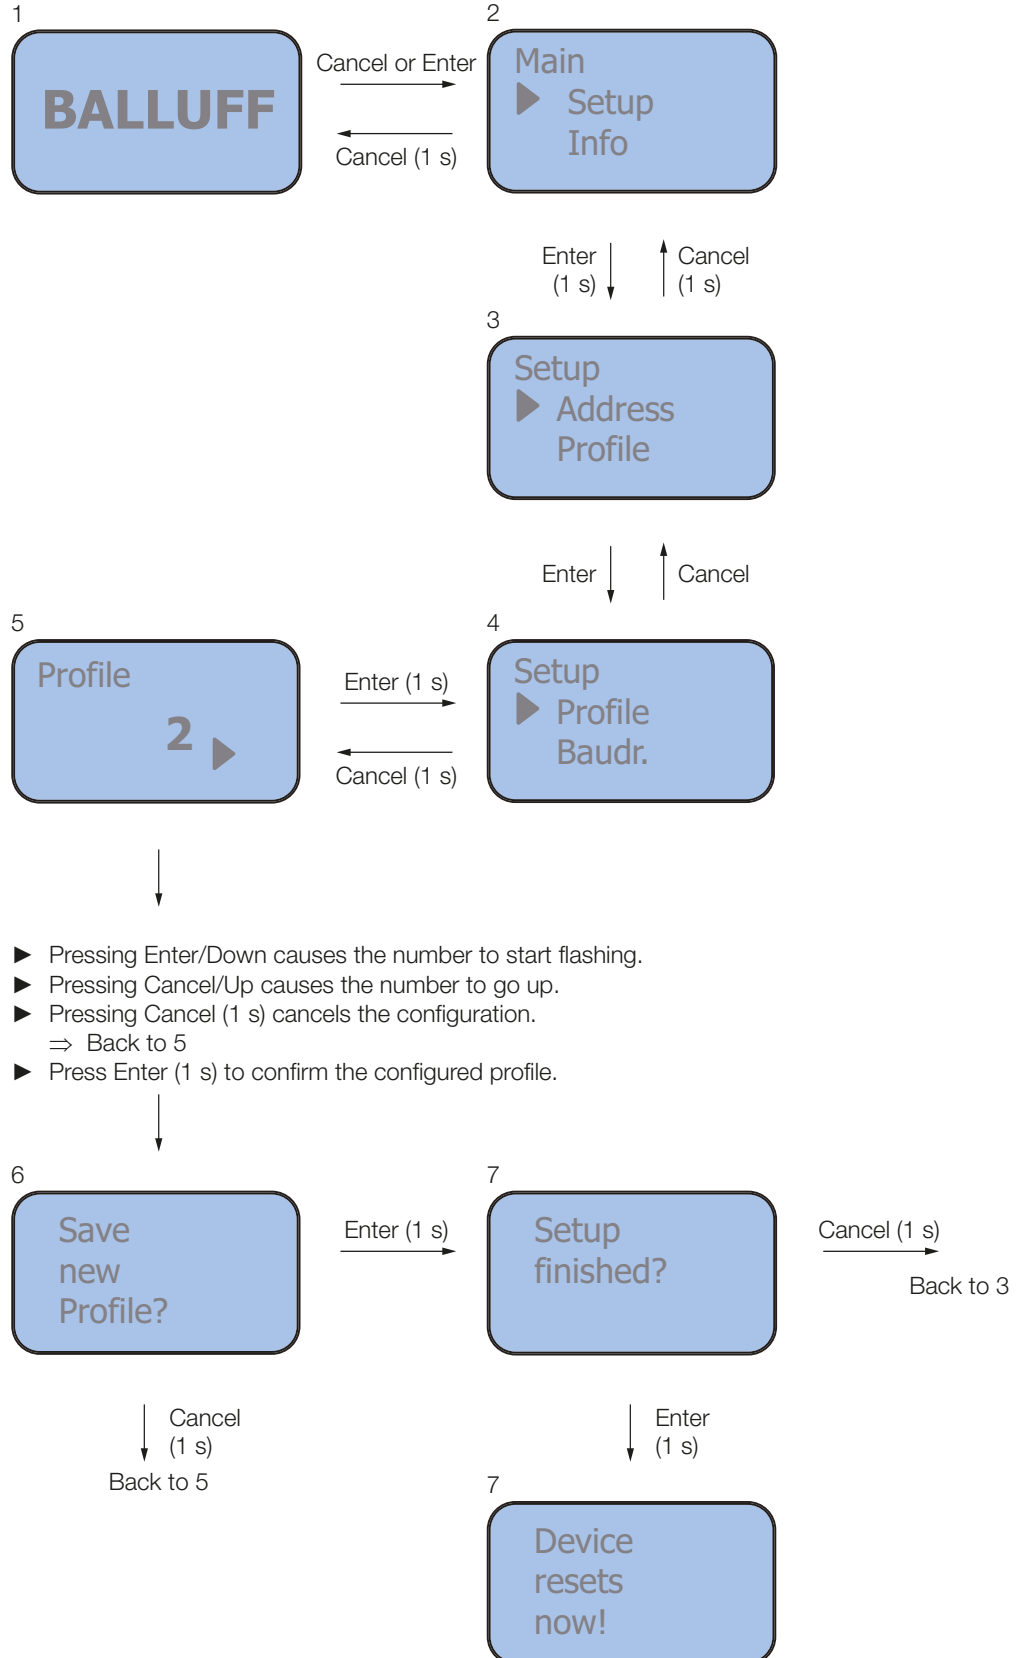 1
BALLUFF
Cancel or Enter
Cancel (1 s)
2
Main
Setup
Info
Enter
(1 s)
Cancel
(1 s)
3
Setup
Address
Profile
Enter
Cancel
5
Profile
2
Enter (1 s)
Cancel (1 s)
4
Setup
Profile
Baudr.
► Pressing Enter/Down causes the number to start flashing.
► Pressing Cancel/Up causes the number to go up.
► Pressing Cancel (1 s) cancels the configuration.
⇒ Back to 5
► Press Enter (1 s) to confirm the configured profile.
6
Save
new
Profile?
Enter (1 s)
7
Setup
finished?
Cancel (1 s)
Back to 3
Cancel
(1 s)
Back to 5
Enter
(1 s)
7
Device
resets
now!